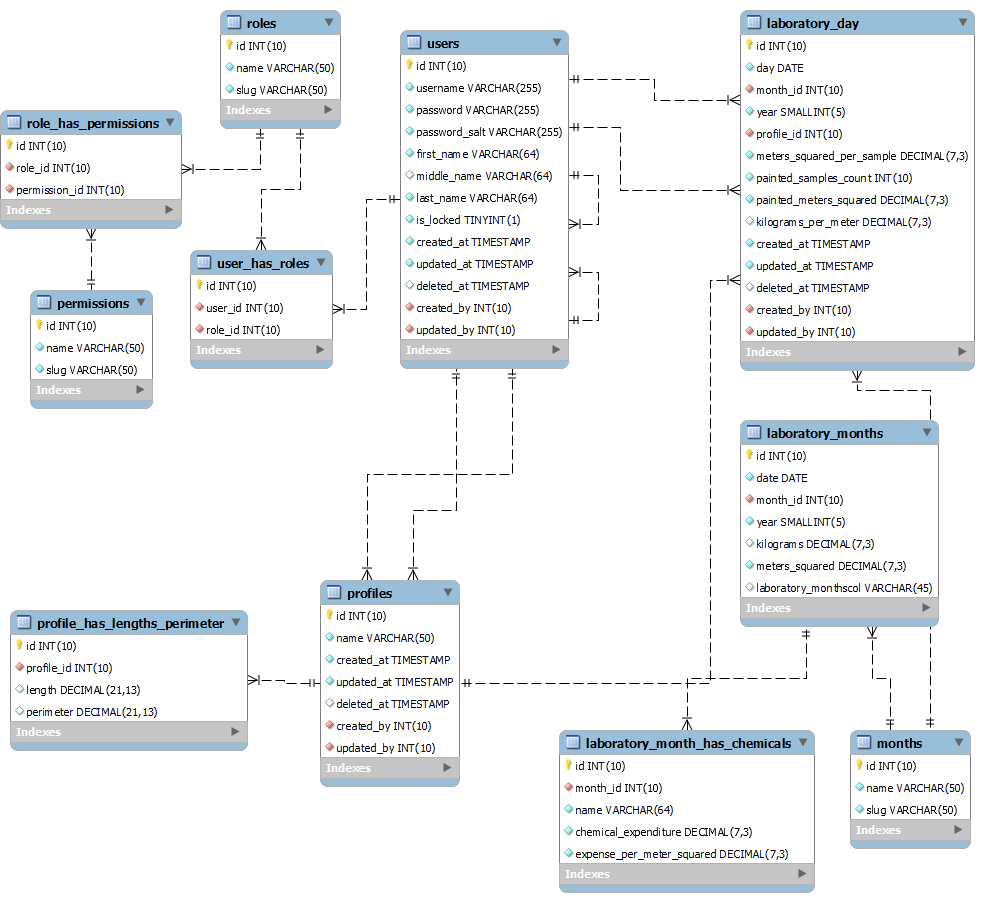 roles
id INT(10)
name VARCHAR(50)
slug VARCHAR(50)
Indexes
users
id INT(10)
username VARCHAR(255)
password VARCHAR(255)
password_salt VARCHAR(255)
first_name VARCHAR(64)
middle_name VARCHAR(64)
last_name VARCHAR(64)
is_locked TINYINT(1)
created_at TIMESTAMP
updated_at TIMESTAMP
deleted_at TIMESTAMP
created_by INT(10)
updated_by INT(10)
Indexes
laboratory_day
id INT(10)
day DATE
month_id INT(10)
year SMALLINT(5)
profile_id INT(10)
meters_squared_per_sample DECIMAL(7,3)
painted_samples_count INT(10)
painted_meters_squared DECIMAL(7,3)
kilograms_per_meter DECIMAL(7,3)
created_at TIMESTAMP
updated_at TIMESTAMP
deleted_at TIMESTAMP
created_by INT(10)
updated_by INT(10)
Indexes
role_has_permissions
id INT(10)
role_id INT(10)
permission_id INT(10)
Indexes
user_has_roles
id INT(10)
user_id INT(10)
role_id INT(10)
Indexes
permissions
id INT(10)
name VARCHAR(50)
slug VARCHAR(50)
Indexes
laboratory_months
id INT(10)
date DATE
month_id INT(10)
year SMALLINT(5)
kilograms DECIMAL(7,3)
meters_squared DECIMAL(7,3)
laboratory_monthscol VARCHAR(45)
Indexes
profiles
id INT(10)
name VARCHAR(50)
created_at TIMESTAMP
updated_at TIMESTAMP
deleted_at TIMESTAMP
created_by INT(10)
updated_by INT(10)
Indexes
profile_has_lengths_perimeter
id INT(10)
profile_id INT(10)
length DECIMAL(21,13)
perimeter DECIMAL(21,13)
Indexes
laboratory_month_has_chemicals
id INT(10)
month_id INT(10)
name VARCHAR(64)
chemical_expenditure DECIMAL(7,3)
expense_per_meter_squared DECIMAL(7,3)
Indexes
months
id INT(10)
name VARCHAR(50)
slug VARCHAR(50)
Indexes